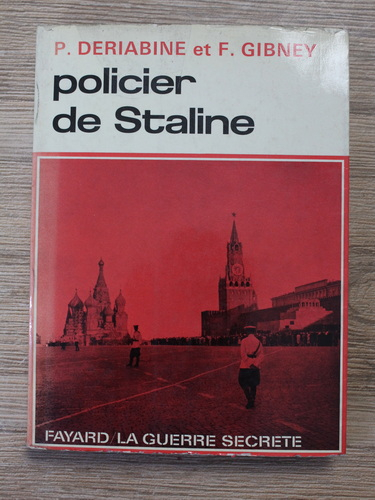 P. DERIABINE et F. GIBNEY
policier
de Staline
FAYARD/LA GUERRE SECRETE